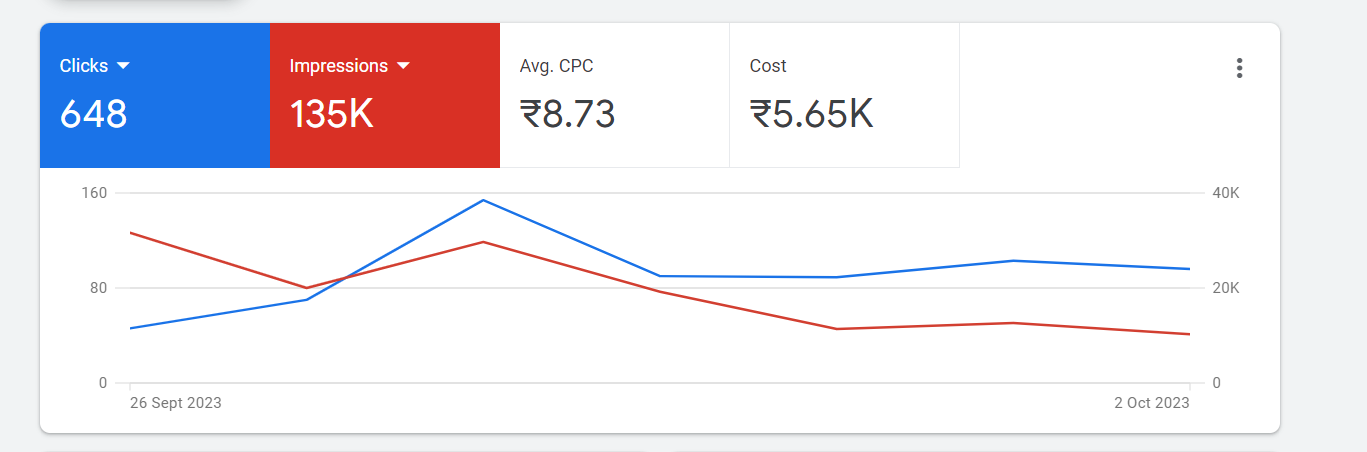 Clicks Impressions Avg. CPC Cost
648 135K ₹8.73 ₹5.65K
160 40K
80 20K
0 0
26 Sept 2023 2 Oct 2023